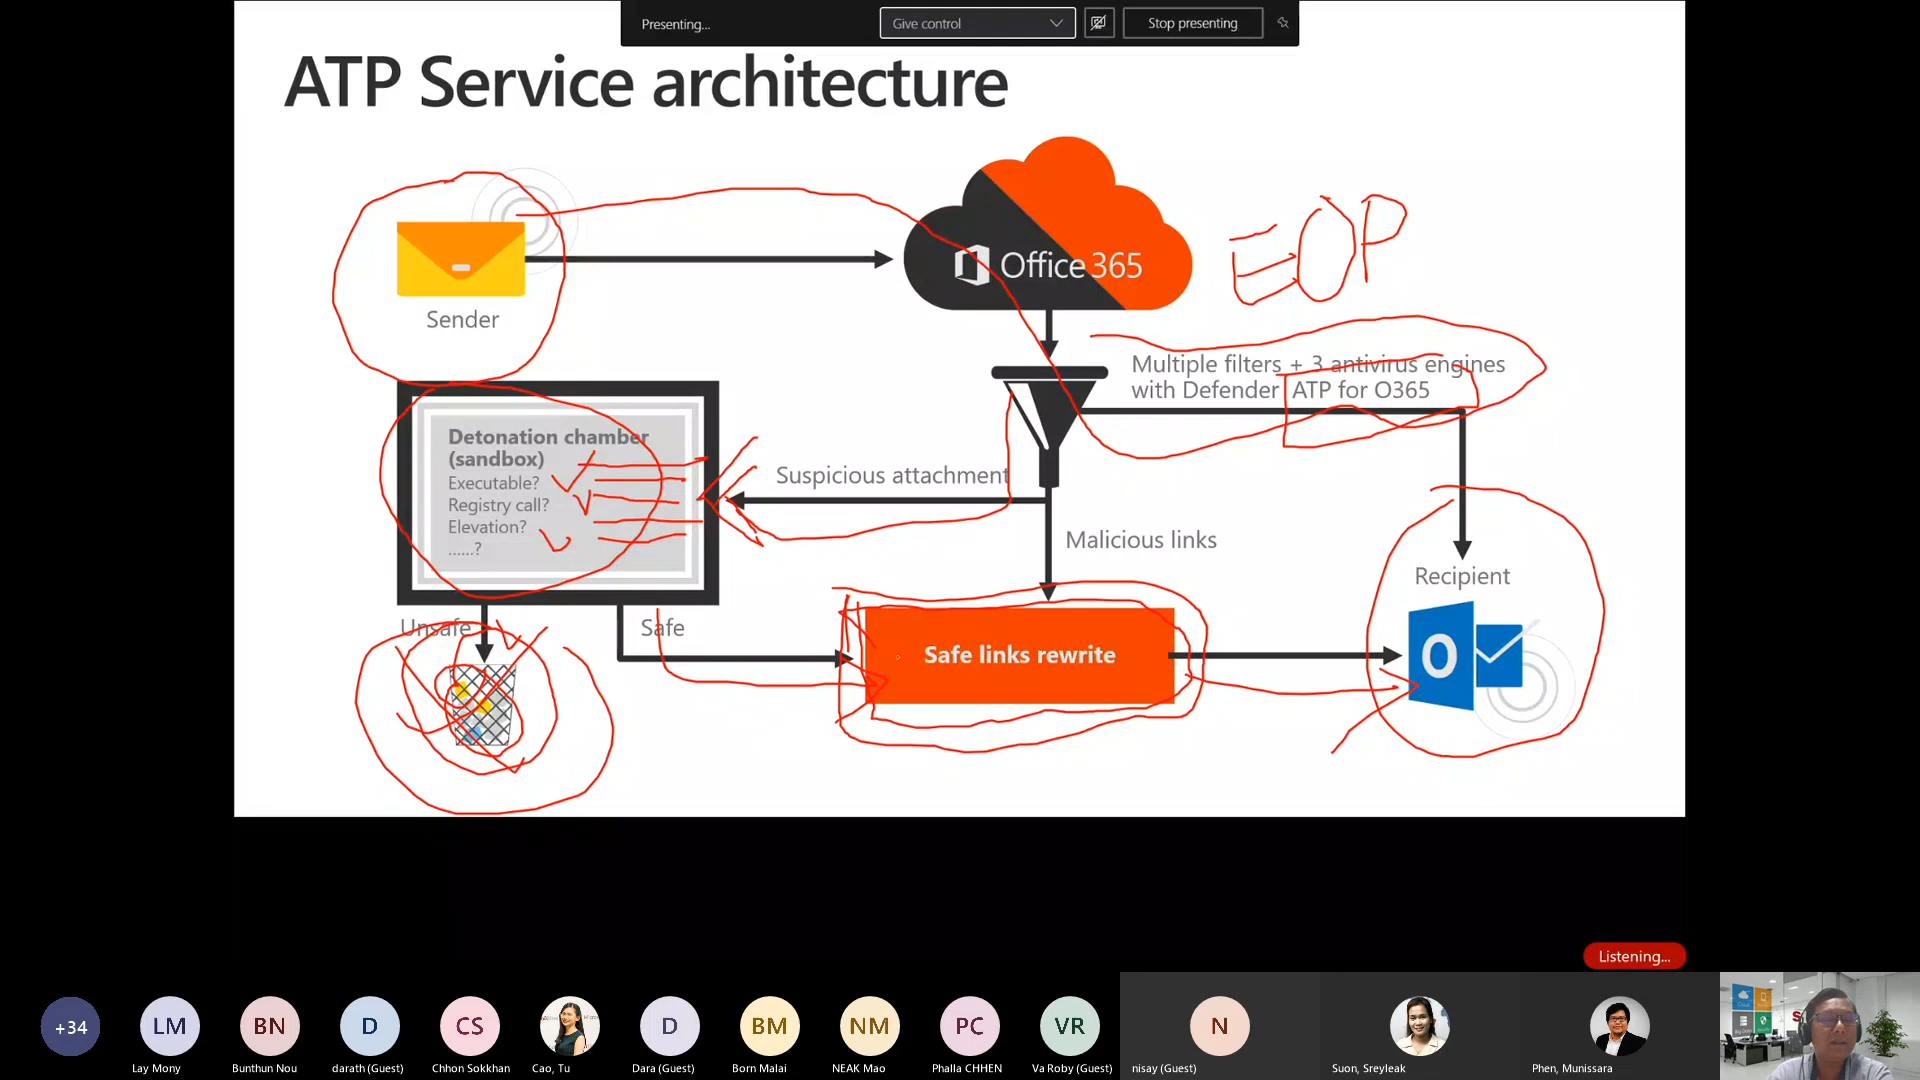 Presenting...
Give control
Stop presenting
ATP Service architecture
Office 365
EOP
Sender
Multiple filters + 3 antivirus engines
with Defender ATP for O365
Detonation chamber
(sandbox)
Executable?
Registry call?
Elevation?
......?
Suspicious attachment
Malicious links
Recipient
Unsafe
Safe
Safe links rewrite
Listening...
+34
LM
BN
D
CS
D
BM
NM
PC
VR
N
Lay Mony
Bunthun Nou
darath (Guest)
Chhon Sokkhan
Cao, Tu
Dara (Guest)
Born Malai
NEAK Mao
Phalla CHHEN
Va Roby (Guest)
nisay (Guest)
Suon, Sreyleak
Phen, Munissara